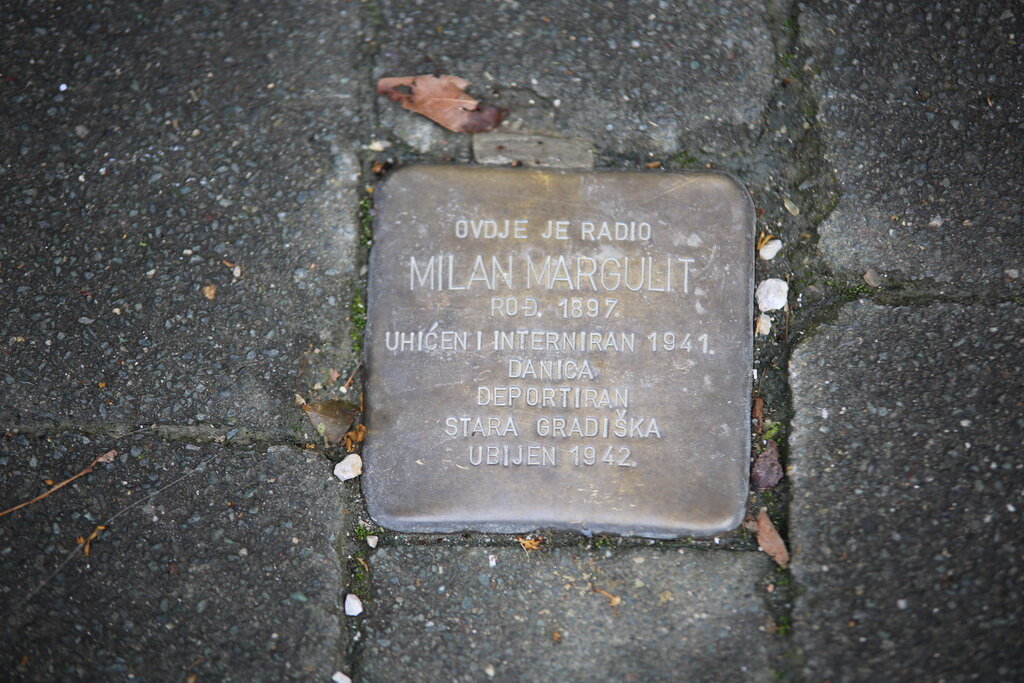 OVDJE JE RADIO
MILAN MARGULIT
ROĐ. 1897.
UHIĆEN I INTERNIRAN 1941.
DANICA
DEPORTIRAN
STARA GRADIŠKA
UBIJEN 1942.